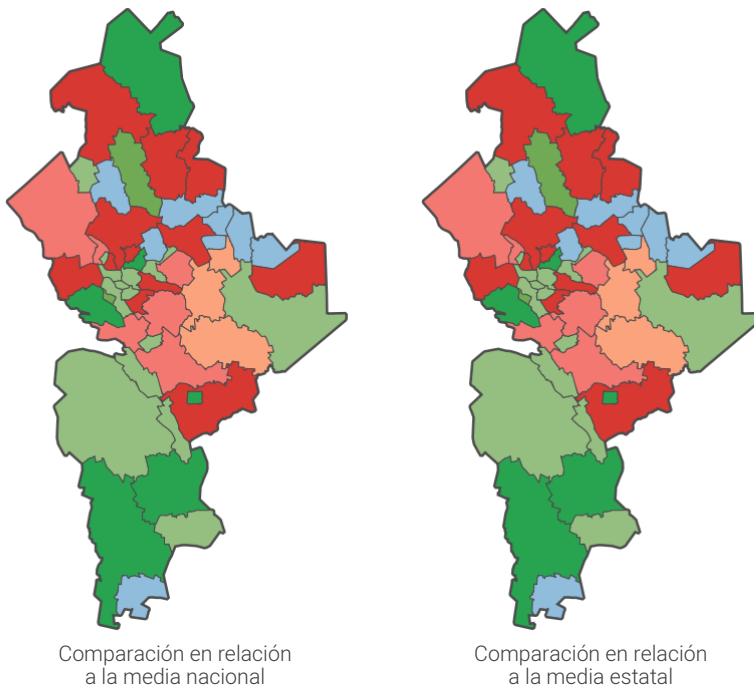 Comparación en relación
a la media nacional
Comparación en relación
a la media estatal